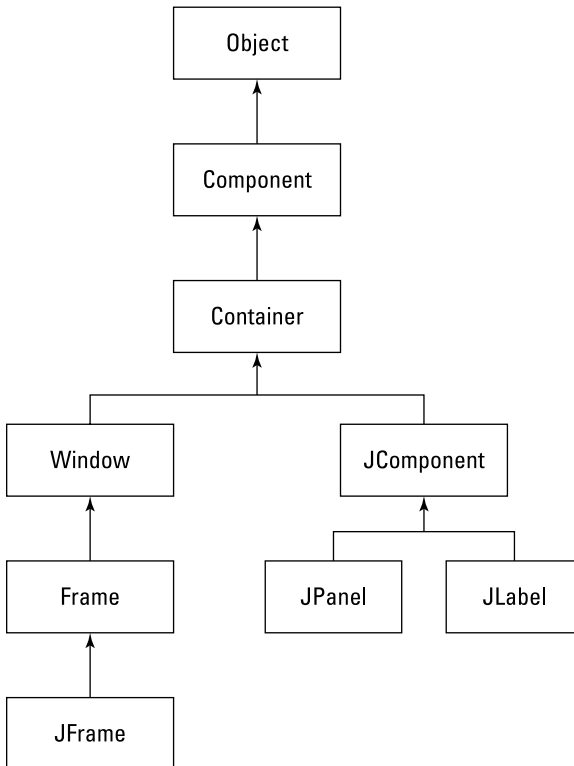 Object
Component
Container
Window
JComponent
Frame
JPanel
JLabel
JFrame